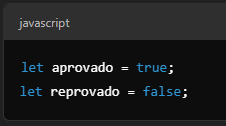 javascript
let aprovado = true;
let reprovado = false;